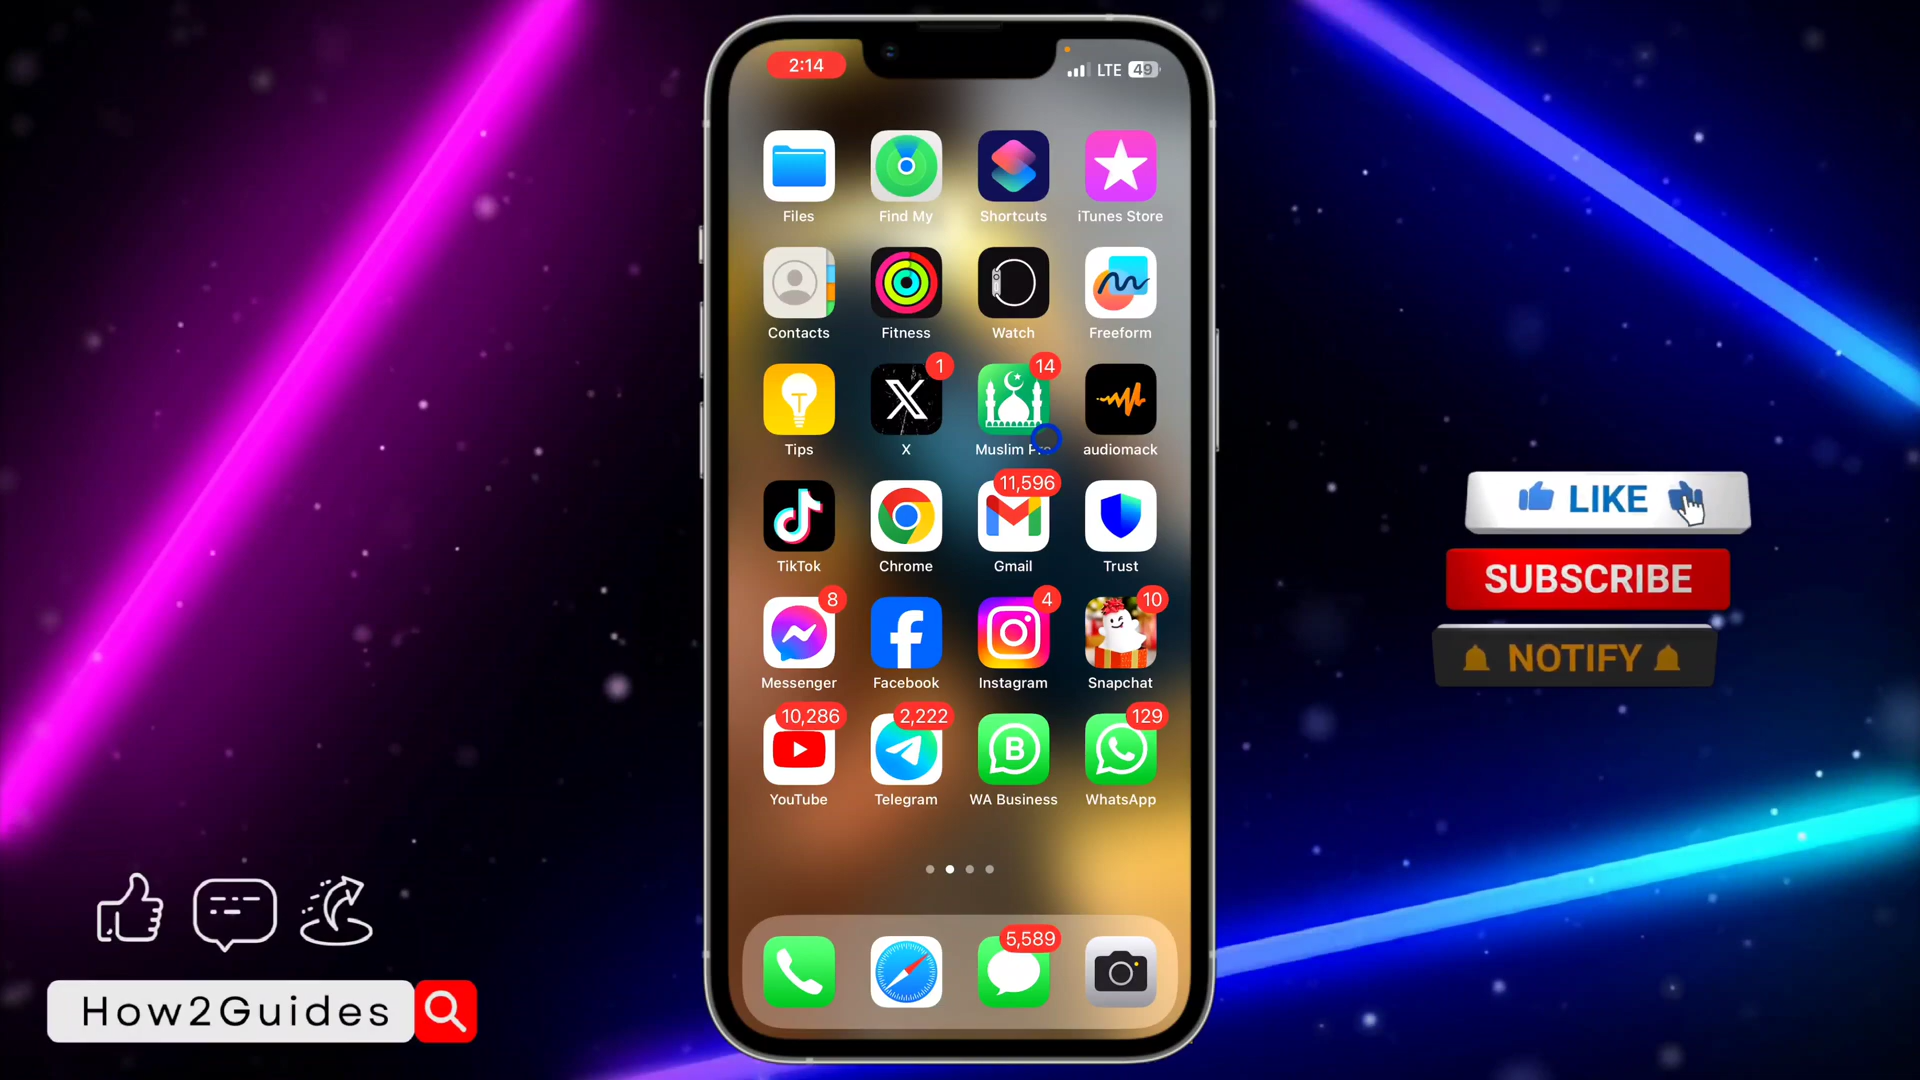 2:14
LTE 49
Files Find My Shortcuts iTunes Store
Contacts Fitness Watch Freeform
1 14
Tips X Muslim audiomack
11,596
TikTok Chrome Gmail Trust
8 4 10
Messenger Facebook Instagram Snapchat
10,286 2,222 129
B
YouTube Telegram WA Business WhatsApp
5,589
LIKE
SUBSCRIBE
NOTIFY
How2Guides